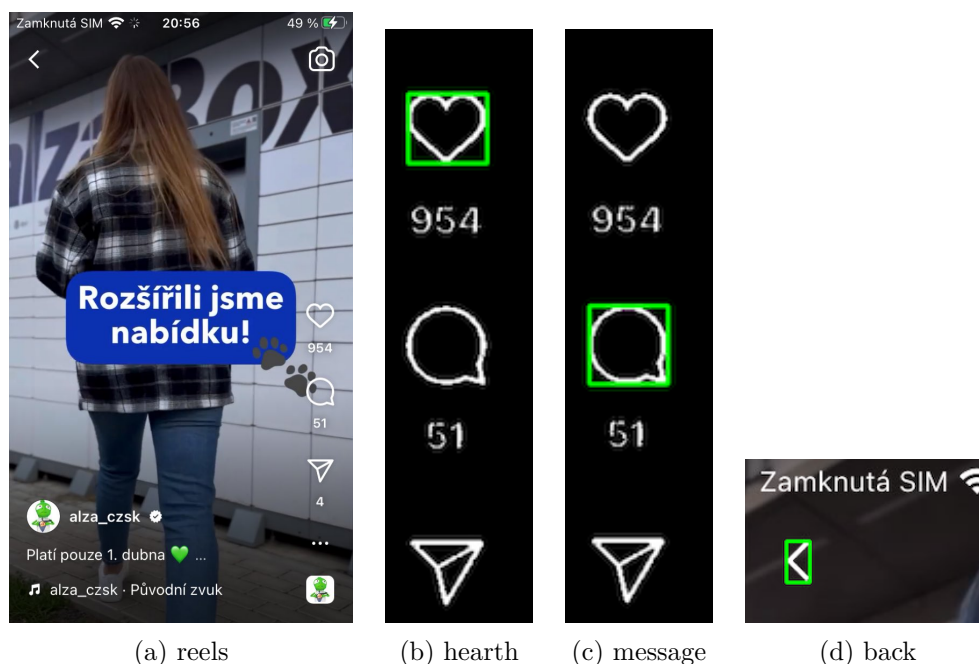 Zamknutá SIM 20:56 49 %
lzaBOX
Rozšířili jsme
nabídku!
954
51
4
alza_czsk
Platí pouze 1. dubna 💚 ...
alza_czsk · Původní zvuk
954
51
954
51
Zamknutá SIM
(a) reels
(b) hearth
(c) message
(d) back